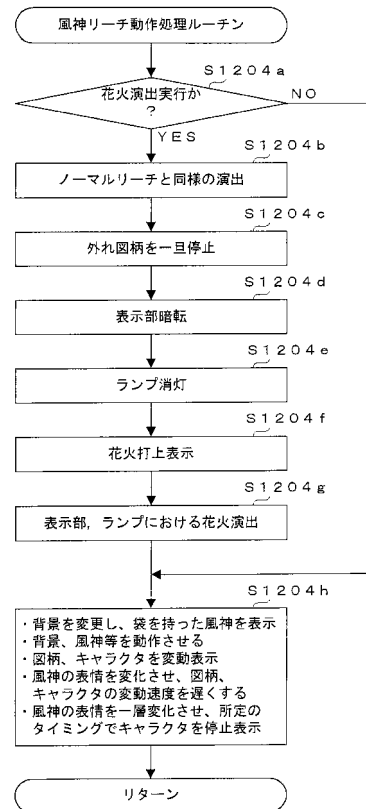 風神リーチ動作処理ルーチン
S1204a
花火演出実行か
?
NO
YES
S1204b
ノーマルリーチと同様の演出
S1204c
外れ図柄を一旦停止
S1204d
表示部暗転
S1204e
ランプ消灯
S1204f
花火打上表示
S1204g
表示部,ランプにおける花火演出
S1204h
・背景を変更し、袋を持った風神を表示
・背景、風神等を動作させる
・図柄、キャラクタを変動表示
・風神の表情を変化させ、図柄、
キャラクタの変動速度を遅くする
・風神の表情を一層変化させ、所定の
タイミングでキャラクタを停止表示
リターン